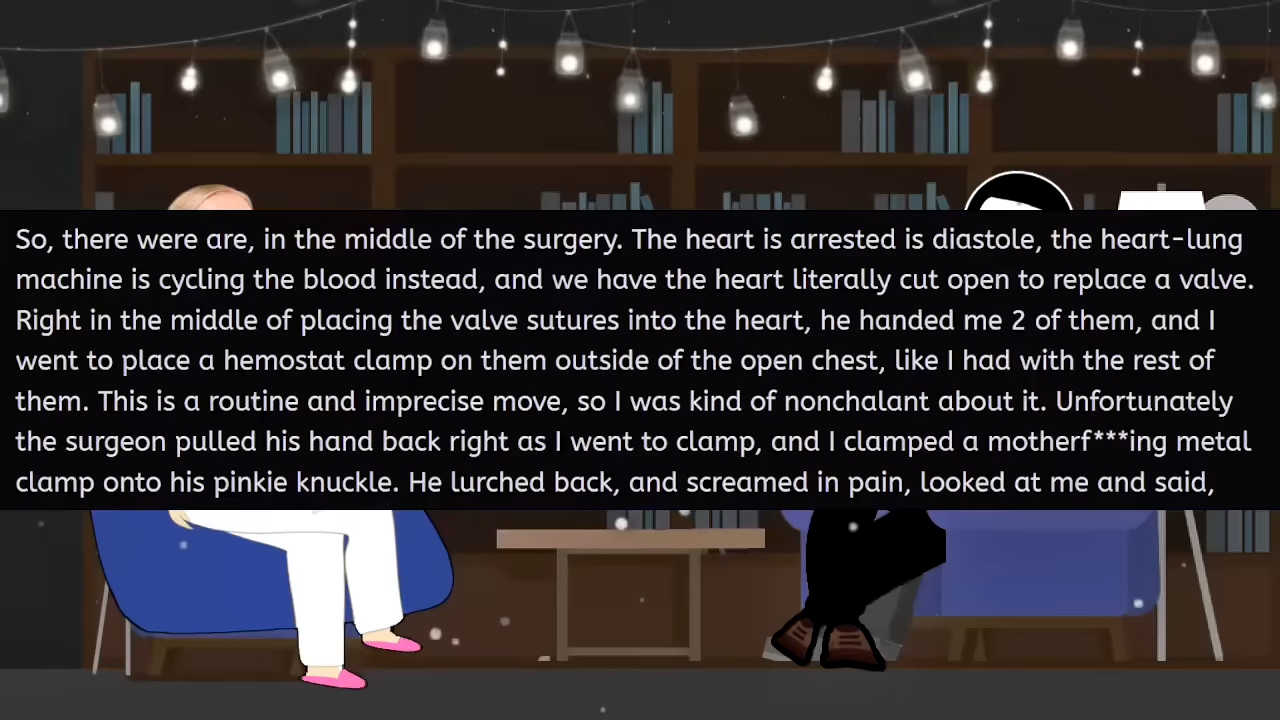 So, there were are, in the middle of the surgery. The heart is arrested is diastole, the heart-lung
machine is cycling the blood instead, and we have the heart literally cut open to replace a valve.
Right in the middle of placing the valve sutures into the heart, he handed me 2 of them, and I
went to place a hemostat clamp on them outside of the open chest, like I had with the rest of
them. This is a routine and imprecise move, so I was kind of nonchalant about it. Unfortunately
the surgeon pulled his hand back right as I went to clamp, and I clamped a motherf***ing metal
clamp onto his pinkie knuckle. He lurched back, and screamed in pain, looked at me and said,